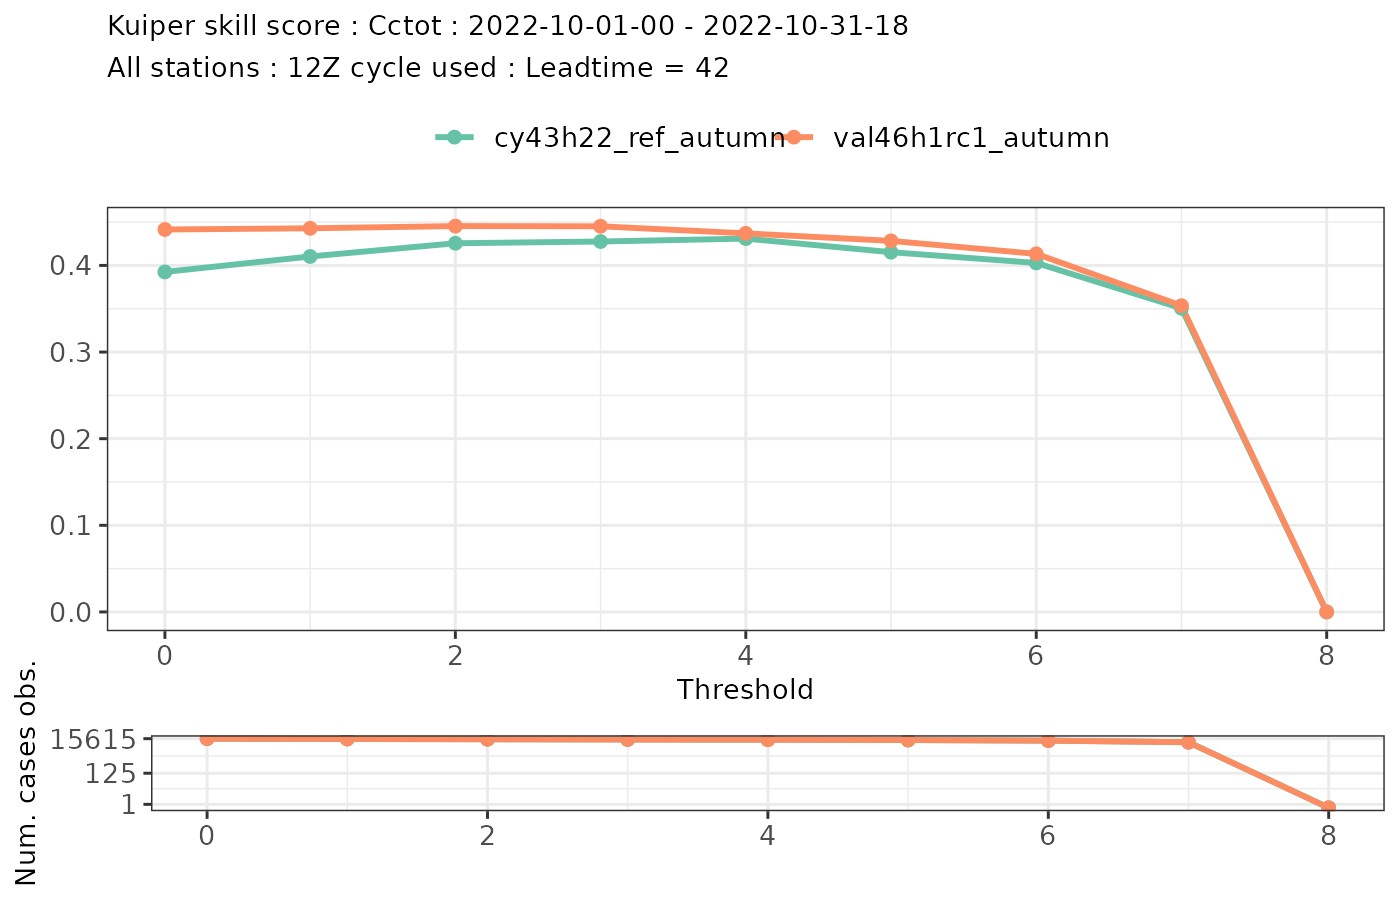 Kuiper skill score : Cctot : 2022-10-01-00 - 2022-10-31-18
All stations : 12Z cycle used : Leadtime = 42
cy43h22_ref_autumn val46h1rc1_autumn
0.4
0.3
0.2
0.1
0.0
0 2 4 6 8
Threshold
Num. cases obs.
15615
125
1
0 2 4 6 8